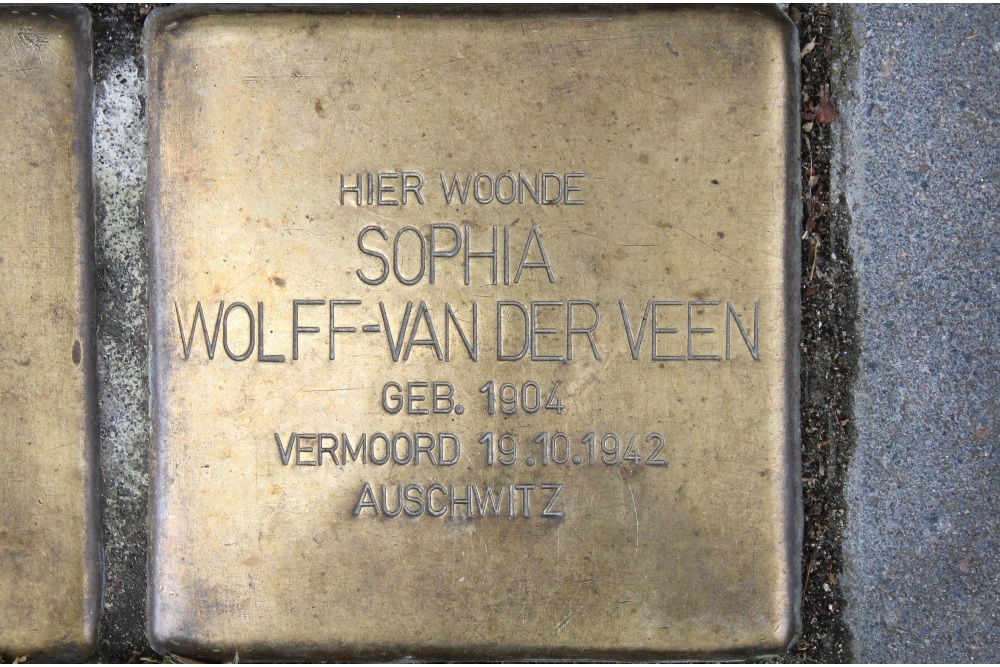 HIER WOONDE
SOPHIA
WOLFF-VAN DER VEEN
GEB. 1904
VERMOORD 19.10.1942
AUSCHWITZ